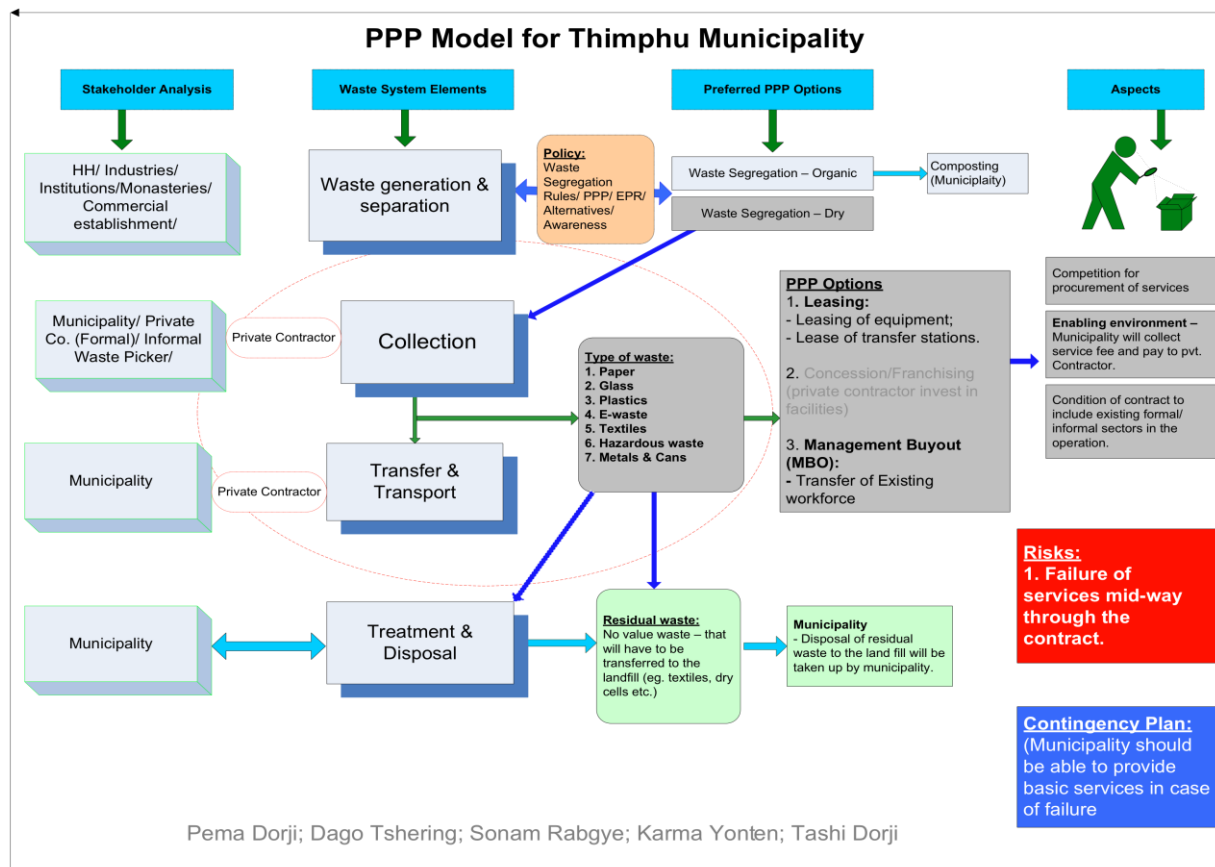 PPP Model for Thimphu Municipality
Stakeholder Analysis
Waste System Elements
Preferred PPP Options
Aspects
HH/ Industries/
Institutions/Monasteries/
Commercial
establishment/
Waste generation &
separation
Policy:
Waste
Segregation
Rules/ PPP/ EPR/
Alternatives/
Awareness
Waste Segregation – Organic
Waste Segregation – Dry
Composting
(Municiplaity)
Municipality/ Private
Co. (Formal)/ Informal
Waste Picker/
Private Contractor
Collection
Type of waste:
1. Paper
2. Glass
3. Plastics
4. E-waste
5. Textiles
6. Hazardous waste
7. Metals & Cans
PPP Options
1. Leasing:
- Leasing of equipment;
- Lease of transfer stations.
2. Concession/Franchising
(private contractor invest in
facilities)
3. Management Buyout
(MBO):
- Transfer of Existing
workforce
Competition for
procurement of services
Enabling environment –
Municipality will collect
service fee and pay to pvt.
Contractor.
Condition of contract to
include existing formal/
informal sectors in the
operation.
Municipality
Private Contractor
Transfer &
Transport
Risks:
1. Failure of
services mid-way
through the
contract.
Municipality
Treatment &
Disposal
Residual waste:
No value waste – that
will have to be
transferred to the
landfill (eg. textiles, dry
cells etc.)
Municipality
- Disposal of residual
waste to the land fill will be
taken up by municipality.
Contingency Plan:
(Municipality should
be able to provide
basic services in case
of failure
Pema Dorji; Dago Tshering; Sonam Rabgye; Karma Yonten; Tashi Dorji